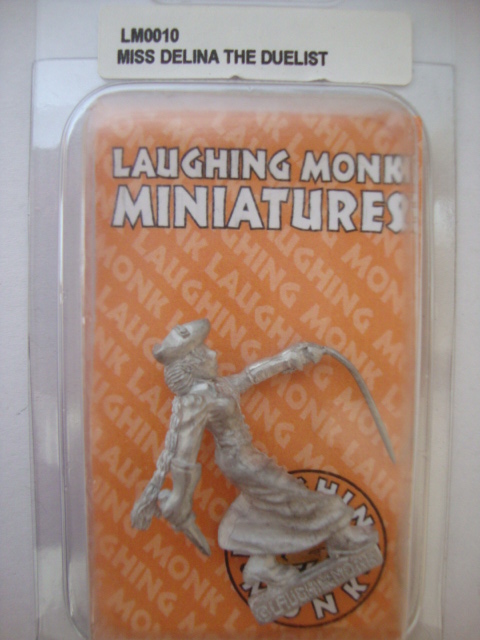 LM0010
MISS DELINA THE DUELIST
LAUGHING MONK
MINIATURES